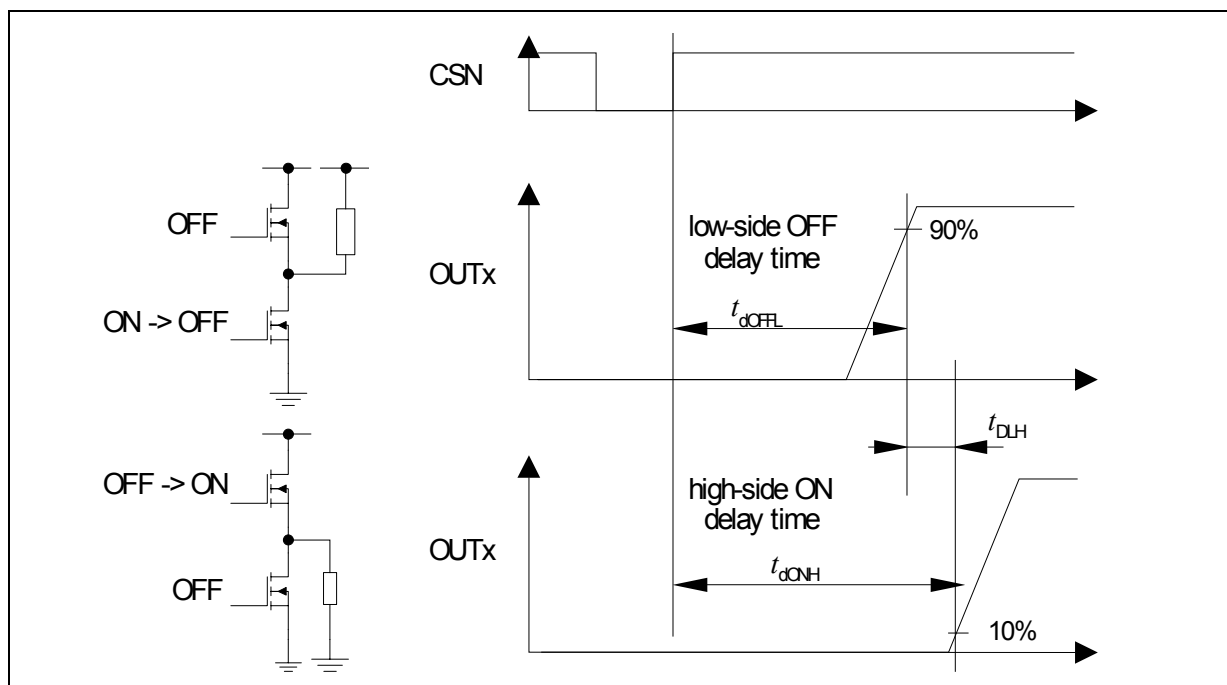 CSN
OFF
ON -> OFF
OUTx
low-side OFF
delay time
90%
tdOFFL
tDLH
OFF -> ON
OFF
OUTx
high-side ON
delay time
tdONH
10%